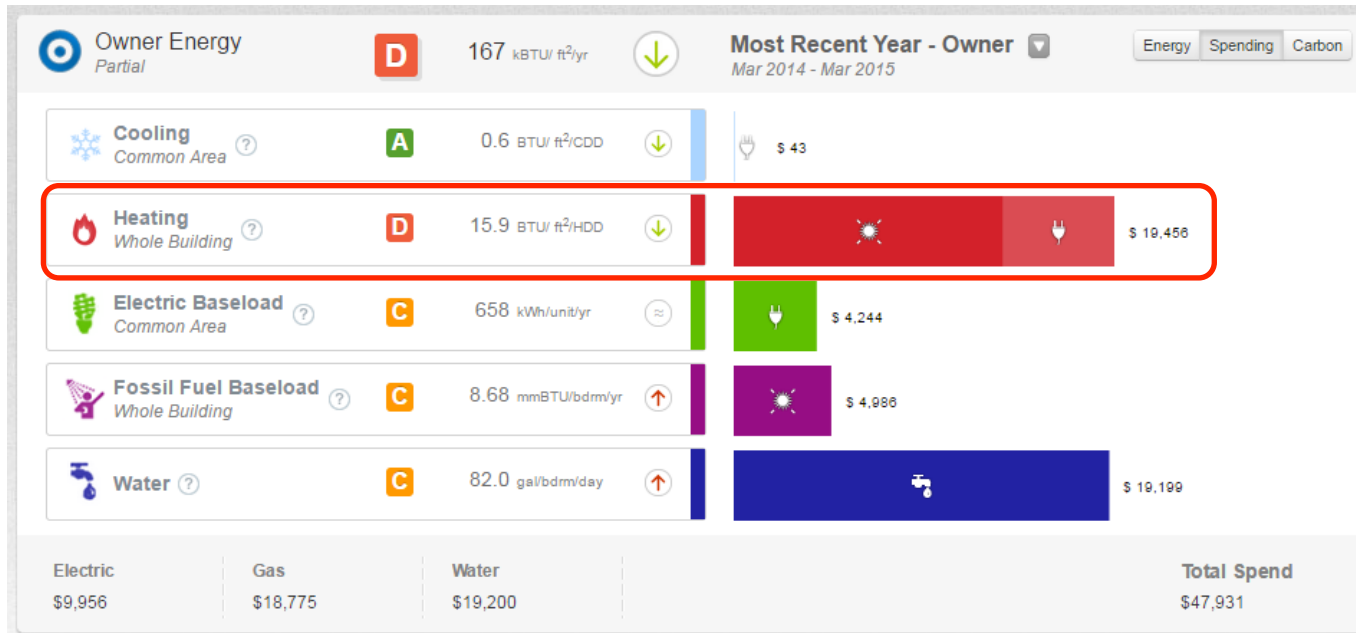 Owner Energy
Partial
D
167 kBTU/ ft²/yr
Most Recent Year - Owner
Mar 2014 - Mar 2015
Energy Spending Carbon
Cooling ?
Common Area
A
0.6 BTU/ ft²/CDD
$ 43
Heating ?
Whole Building
D
15.9 BTU/ ft²/HDD
$ 19,456
Electric Baseload ?
Common Area
C
658 kWh/unit/yr
≈
$ 4,244
Fossil Fuel Baseload ?
Whole Building
C
8.68 mmBTU/bdrm/yr
$ 4,986
Water ?
C
82.0 gal/bdrm/day
$ 19,199
Electric Gas Water Total Spend
$9,956 $18,775 $19,200 $47,931